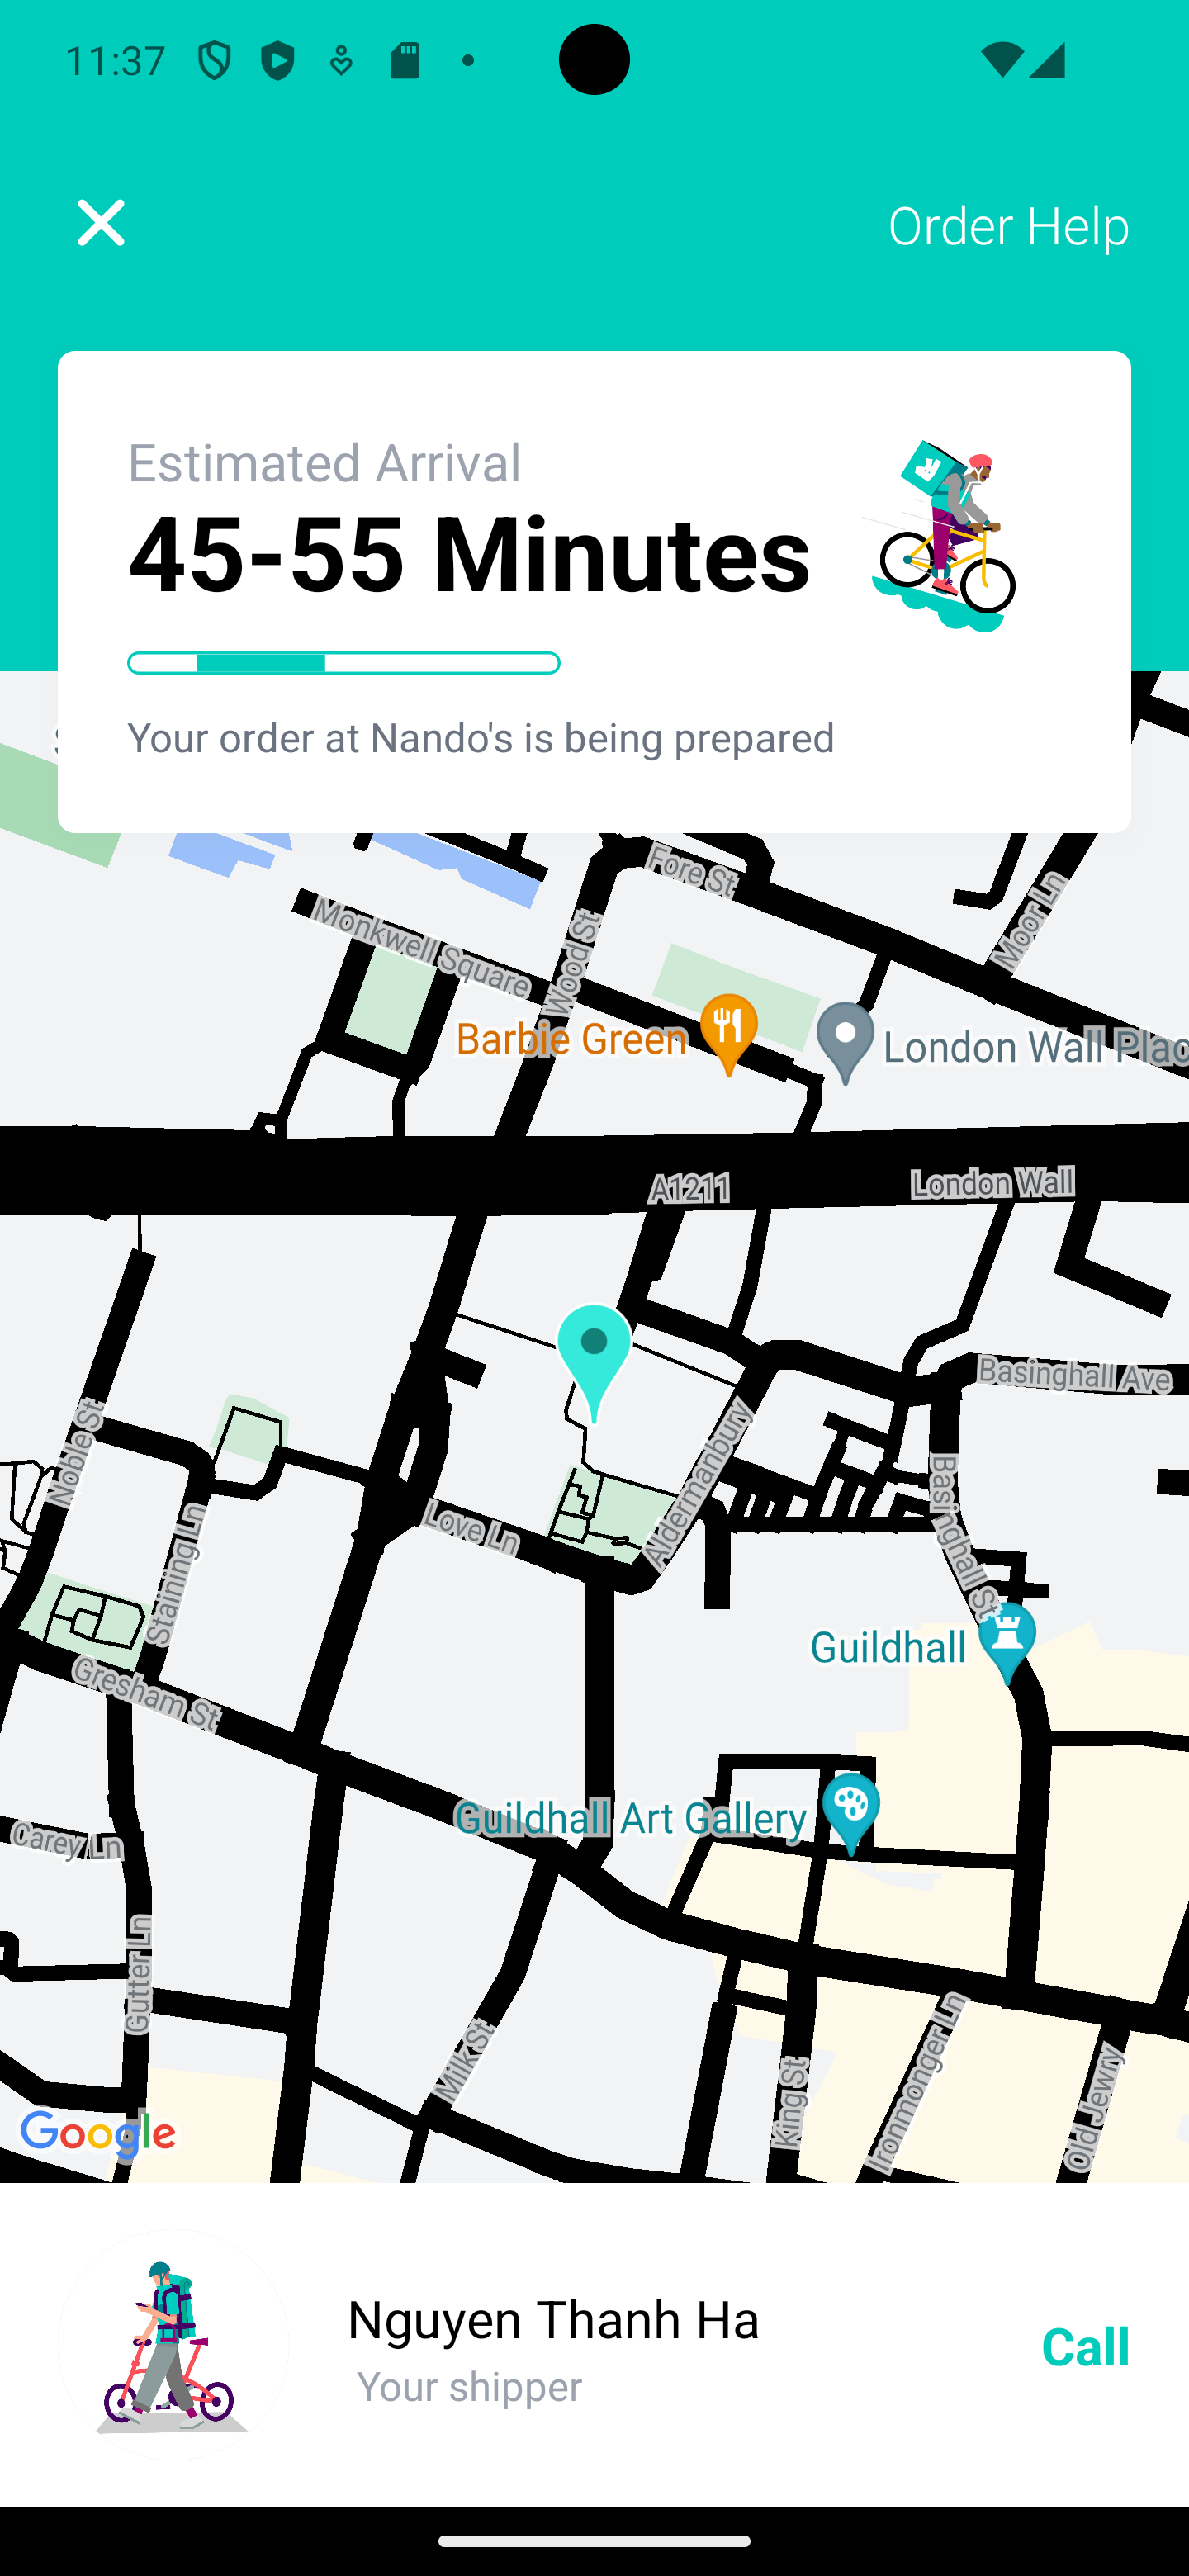 11:37
Order Help
Estimated Arrival
45-55 Minutes
Your order at Nando's is being prepared
Fore St
Moor Ln
Monkwell Square
Wood St
Barbie Green
London Wall Plac
A1211
London Wall
Basinghall Ave
Noble St
Aldermanbury
Love Ln
Staining Ln
Basinghall St
Guildhall
Gresham St
Guildhall Art Gallery
Carey Ln
Gutter Ln
Milk St
King St
Ironmonger Ln
Old Jewry
Google
Nguyen Thanh Ha
Your shipper
Call